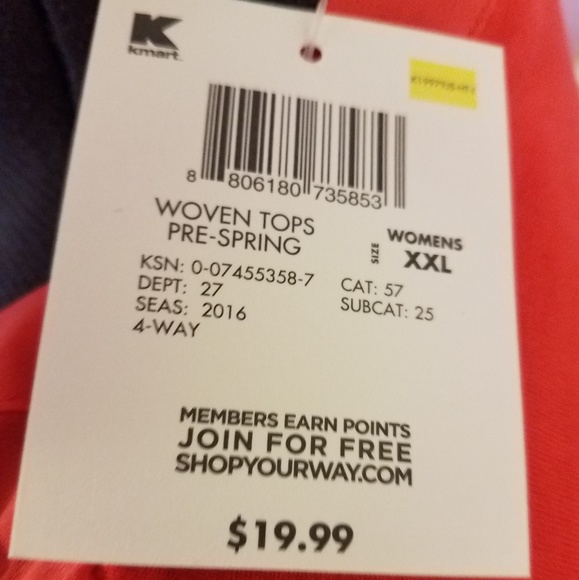 K
kmart
8 806180 735853
WOVEN TOPS
PRE-SPRING
SIZE
WOMENS
XXL
KSN: 0-07455358-7
DEPT: 27
SEAS: 2016
4-WAY
CAT: 57
SUBCAT: 25
MEMBERS EARN POINTS
JOIN FOR FREE
SHOPYOURWAY.COM
$19.99